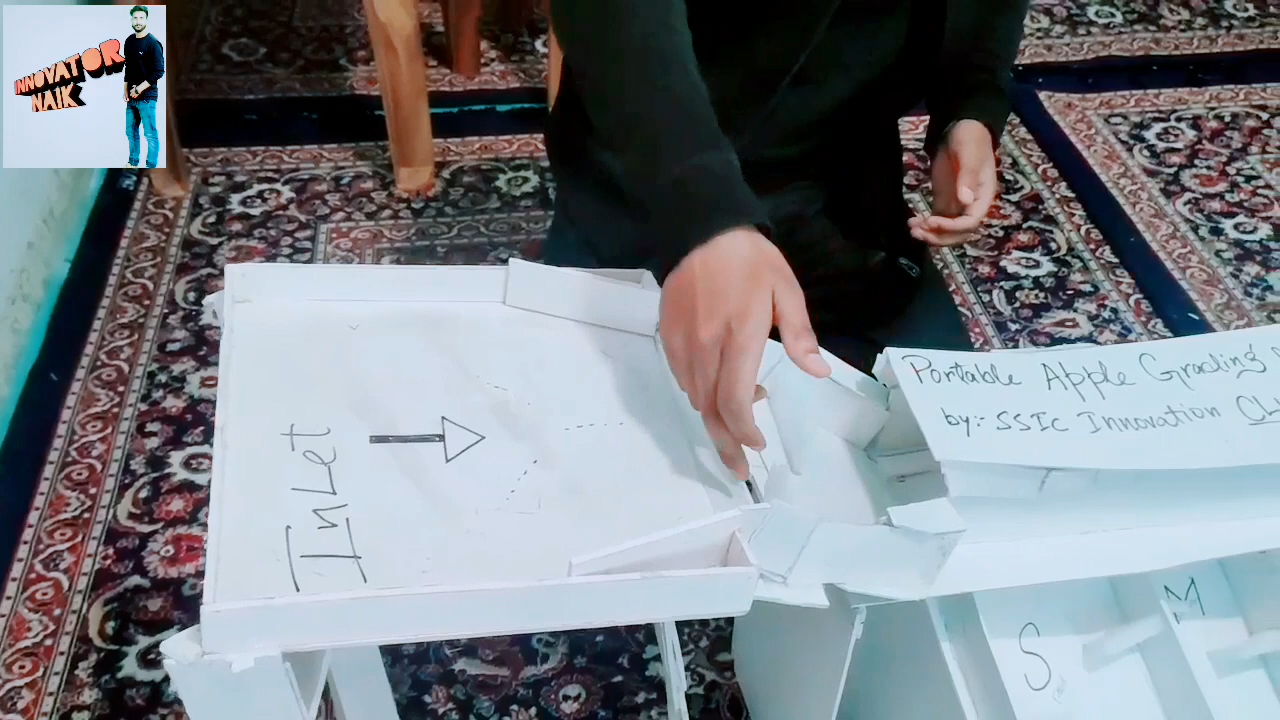 INNOVATOR
NAIK
InLet
Portable Apple Grading
by:- SSIC Innovation
S
M